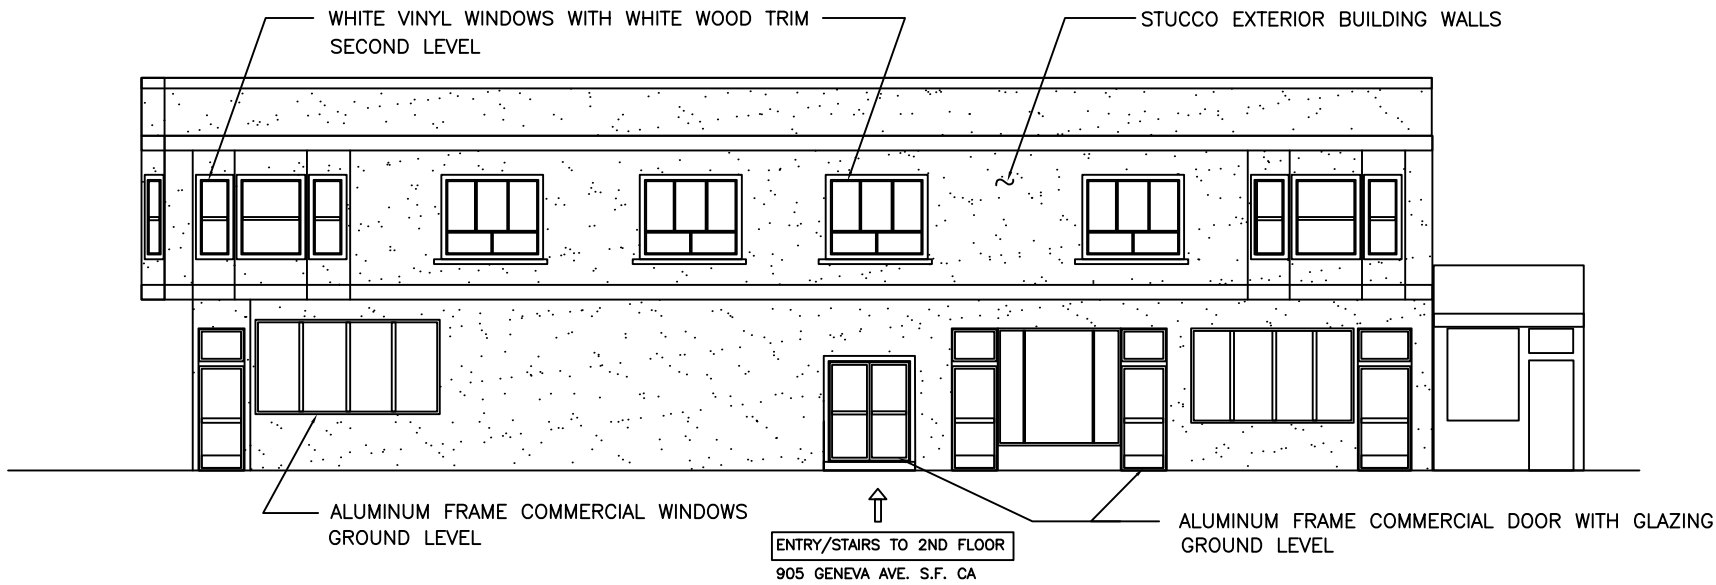 WHITE VINYL WINDOWS WITH WHITE WOOD TRIM
SECOND LEVEL
STUCCO EXTERIOR BUILDING WALLS
ALUMINUM FRAME COMMERCIAL WINDOWS
GROUND LEVEL
ENTRY/STAIRS TO 2ND FLOOR
905 GENEVA AVE. S.F. CA
ALUMINUM FRAME COMMERCIAL DOOR WITH GLAZING
GROUND LEVEL